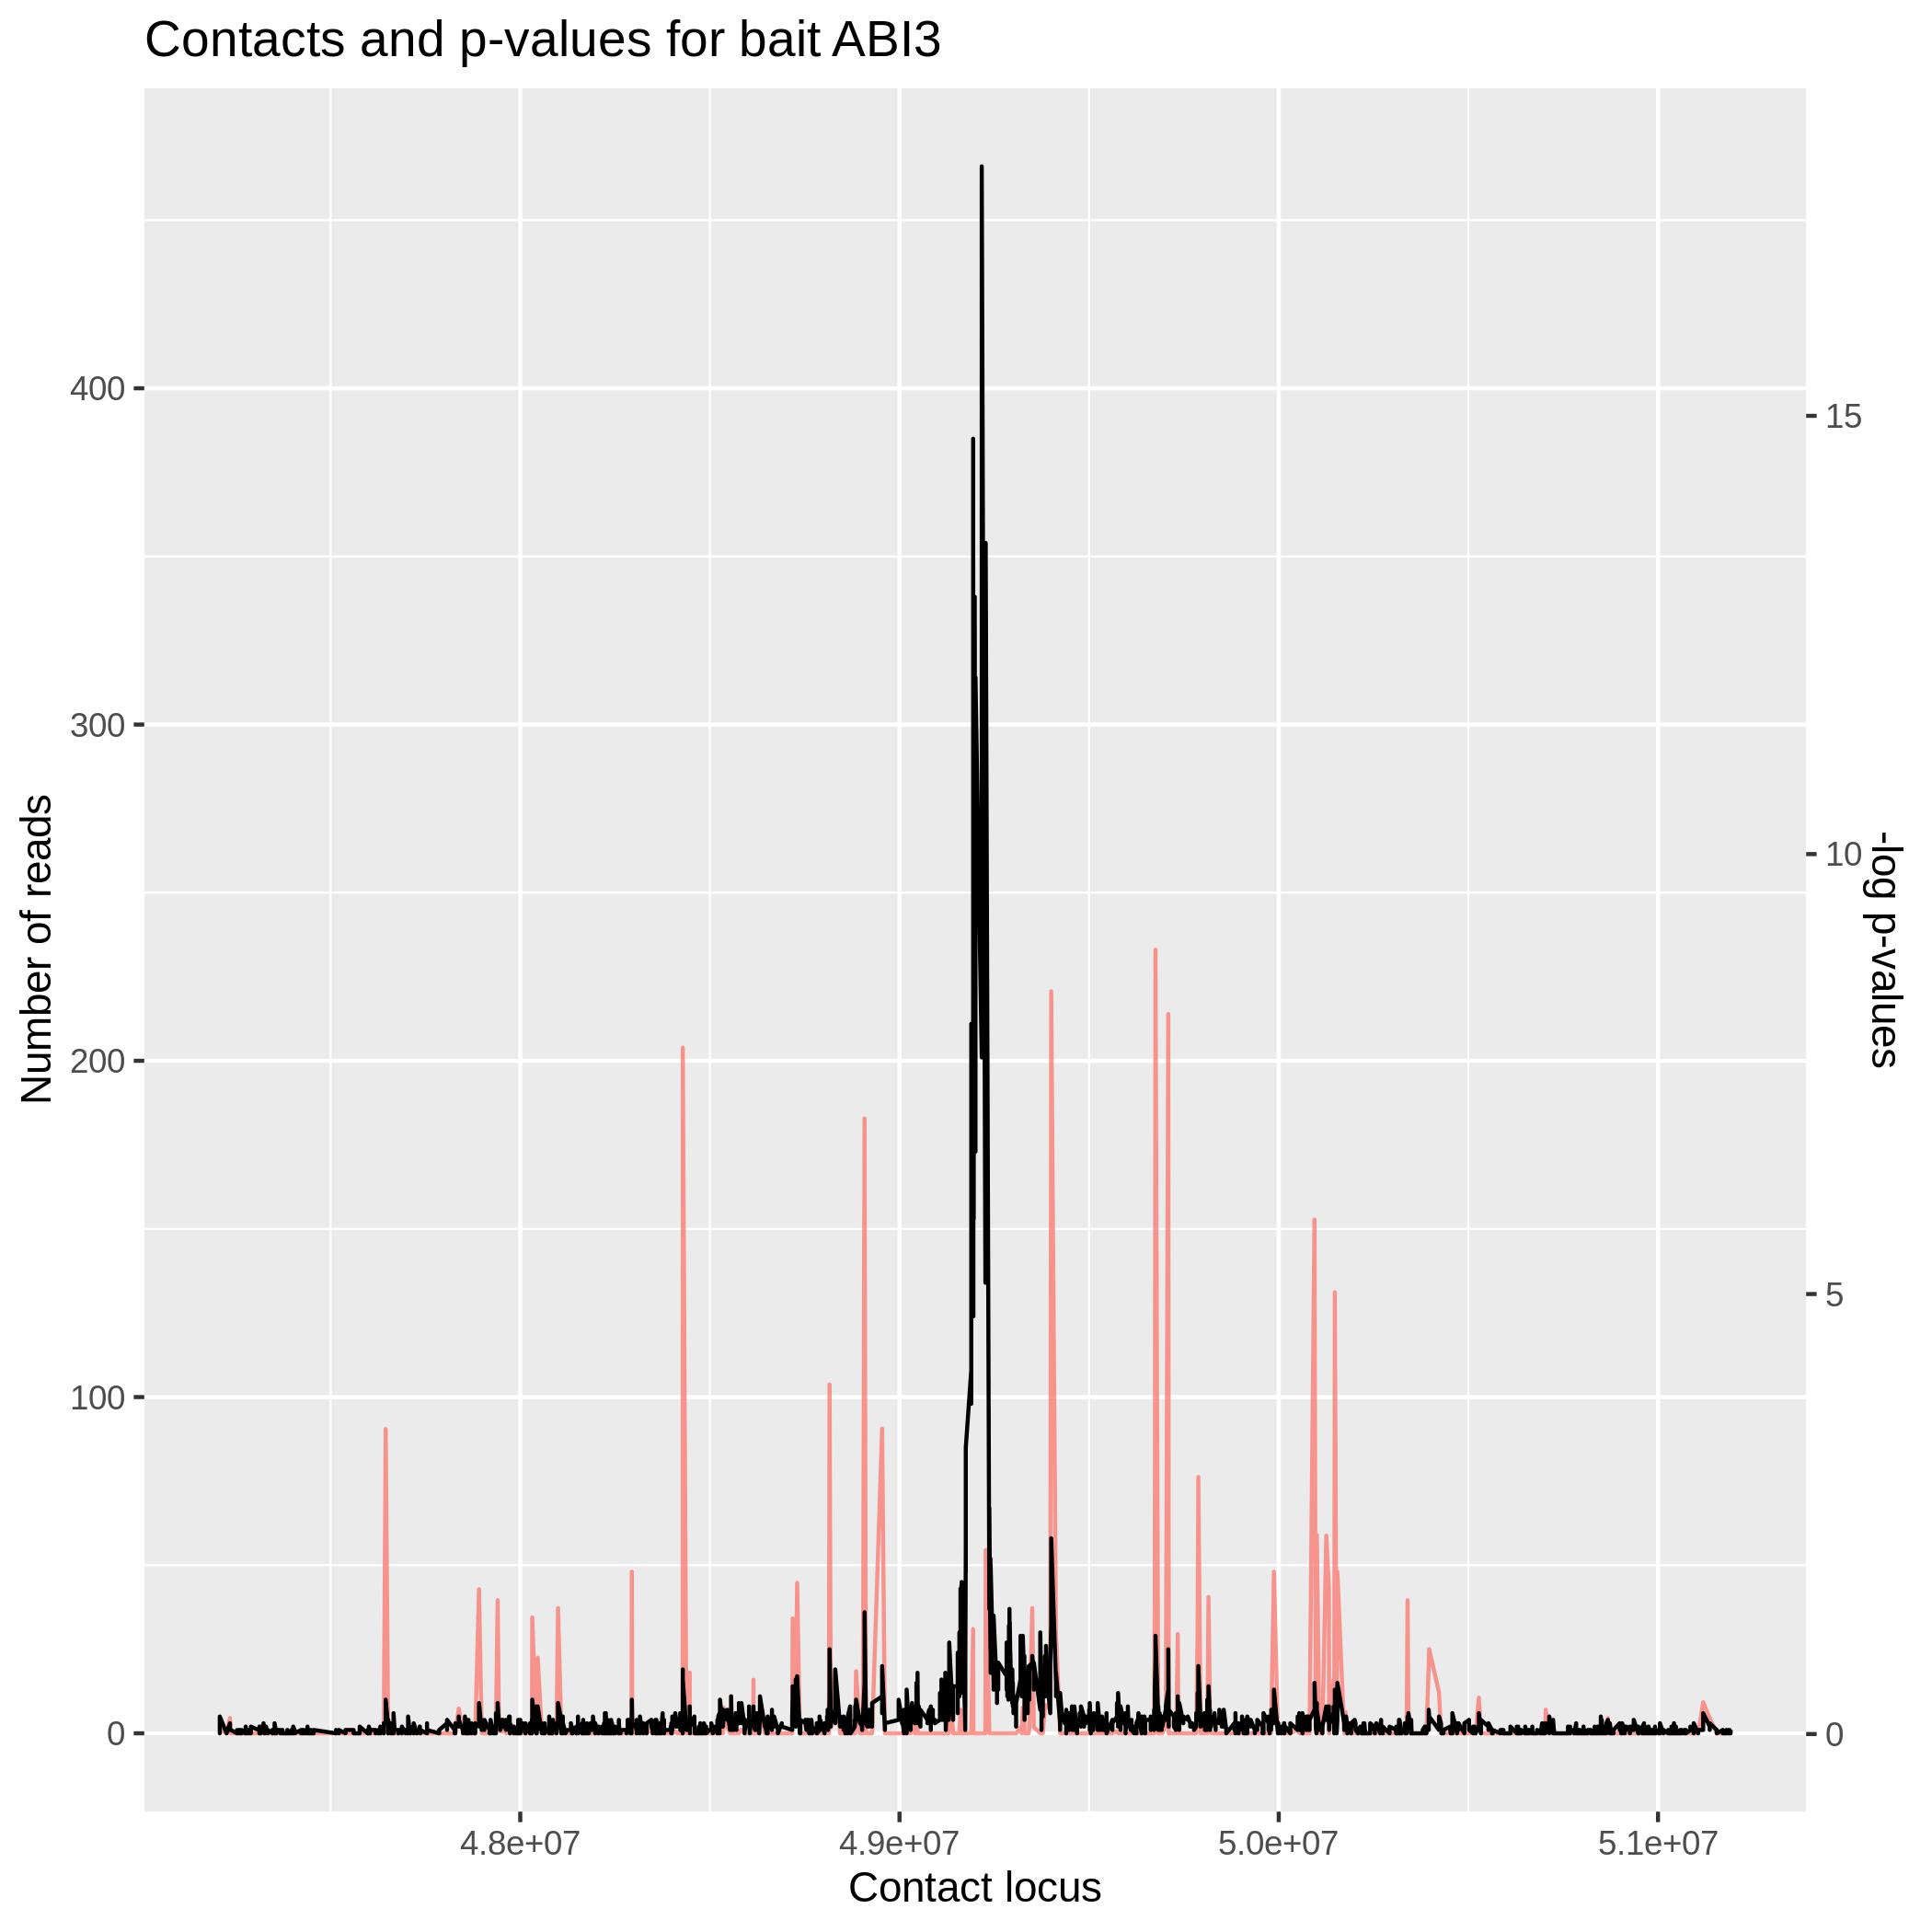 Contacts and p-values for bait ABI3
Number of reads
400
300
200
100
0
15
10
5
0
-log p-values
4.8e+07
4.9e+07
5.0e+07
5.1e+07
Contact locus